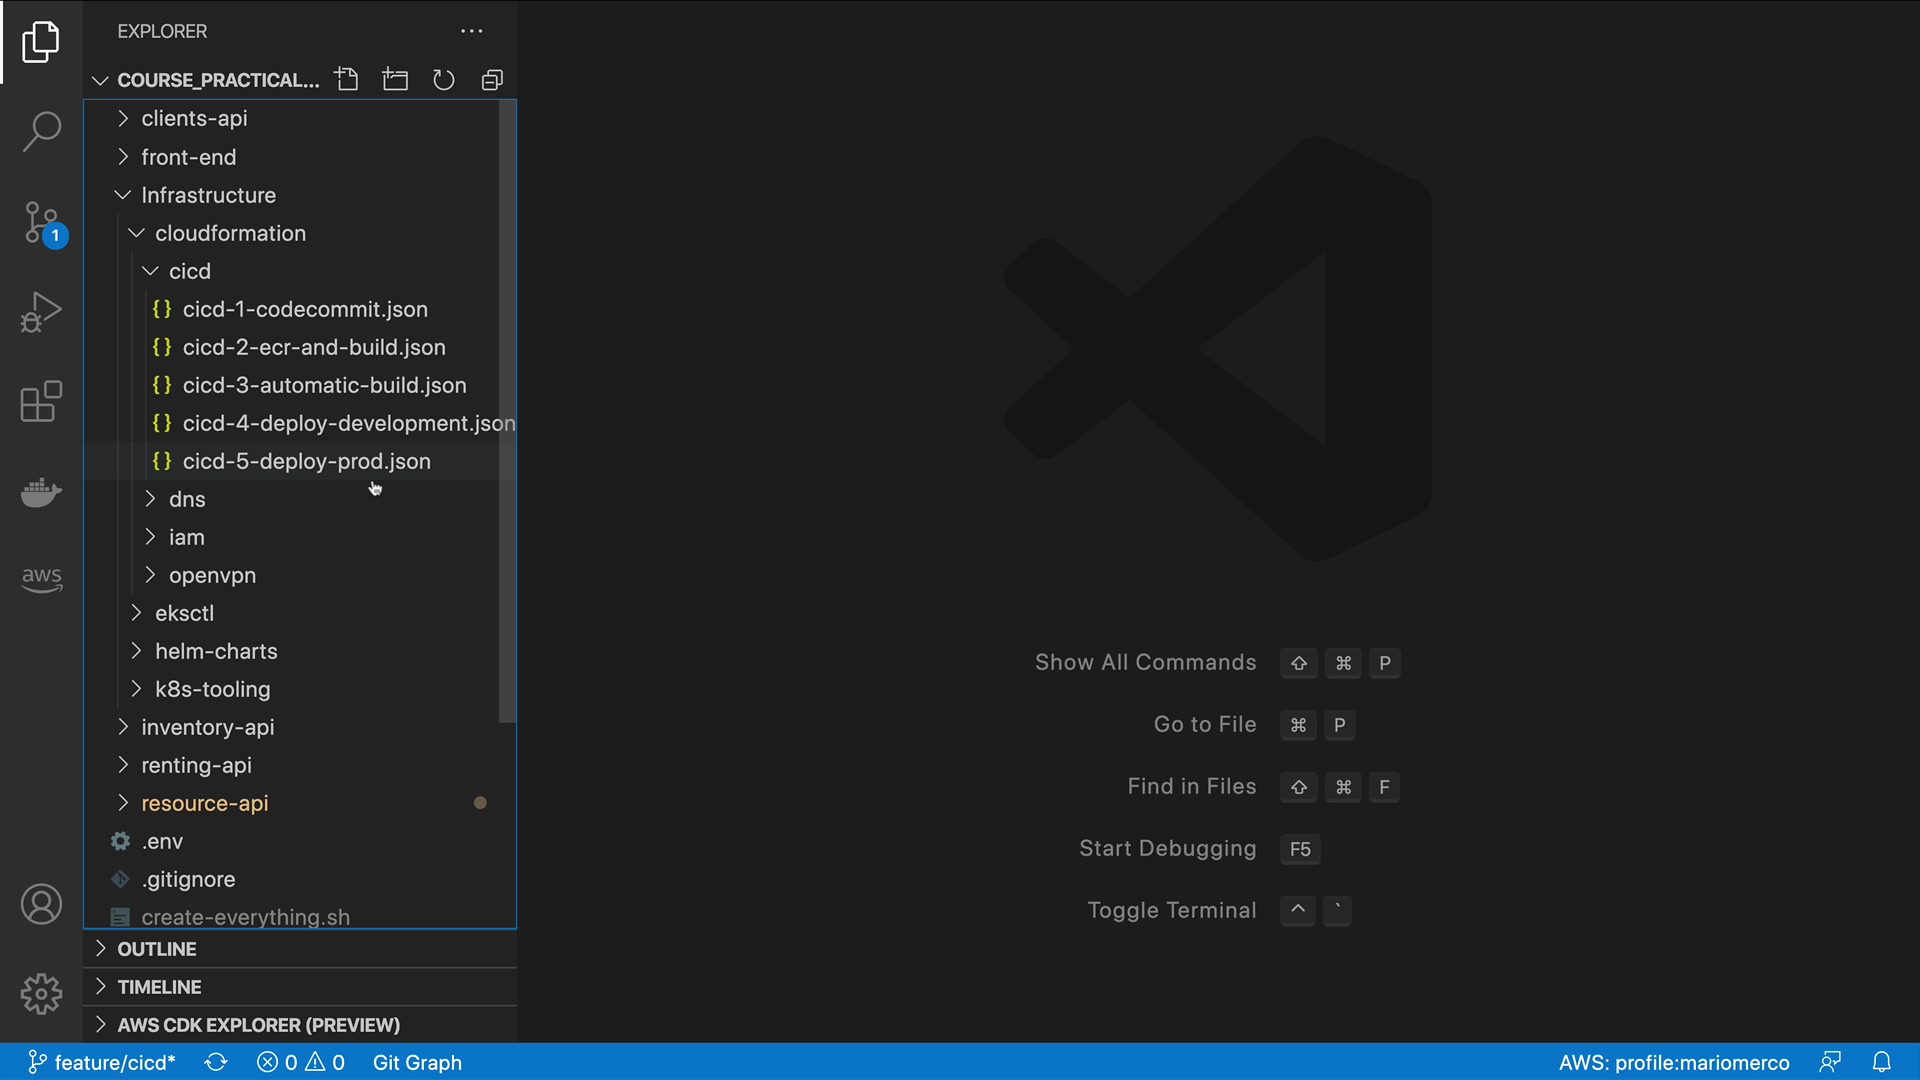 EXPLORER
COURSE_PRACTICAL...
clients-api
front-end
Infrastructure
cloudformation
cicd
{} cicd-1-codecommit.json
{} cicd-2-ecr-and-build.json
{} cicd-3-automatic-build.json
{} cicd-4-deploy-development.json
{} cicd-5-deploy-prod.json
dns
iam
openvpn
eksctl
helm-charts
k8s-tooling
inventory-api
renting-api
resource-api
.env
.gitignore
create-everything.sh
OUTLINE
TIMELINE
AWS CDK EXPLORER (PREVIEW)
1
aws
Show All Commands ⇧ ⌘ P
Go to File ⌘ P
Find in Files ⇧ ⌘ F
Start Debugging F5
Toggle Terminal ^ `
feature/cicd* 0 0 Git Graph AWS: profile:mariomerco